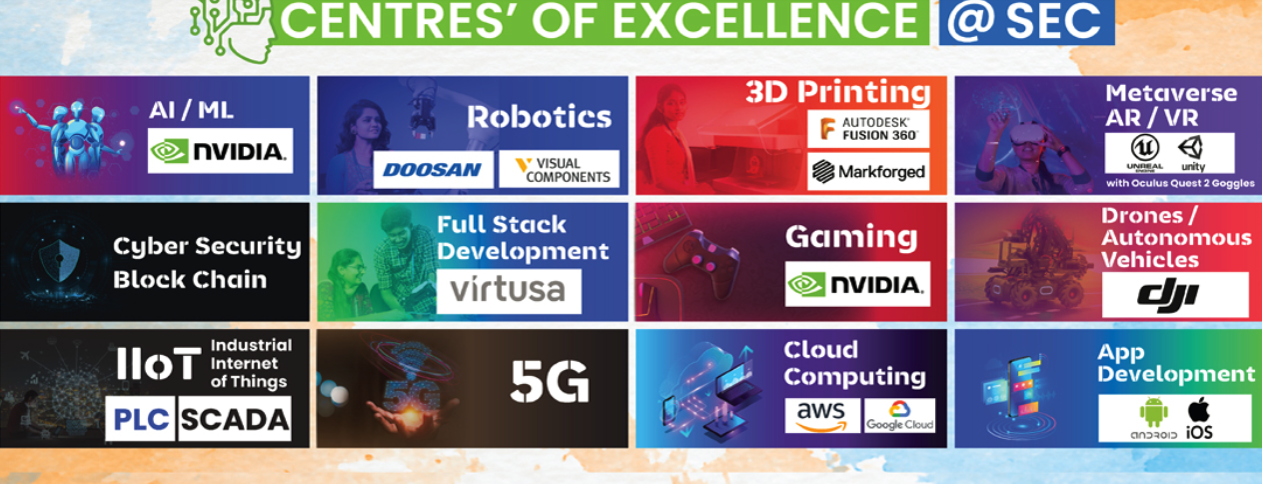 CENTRES' OF EXCELLENCE @ SEC
AI / ML
NVIDIA.
Robotics
DOOSAN
VISUAL
COMPONENTS
3D Printing
AUTODESK®
FUSION 360™
Markforged
Metaverse
AR / VR
UNREAL
ENGINE
unity
with Oculus Quest 2 Goggles
Cyber Security
Block Chain
Full Stack
Development
virtusa
Gaming
NVIDIA.
Drones /
Autonomous
Vehicles
dji
IIoT
Industrial
Internet
of Things
PLC SCADA
5G
5G
Cloud
Computing
aws
Google Cloud
App
Development
android
iOS